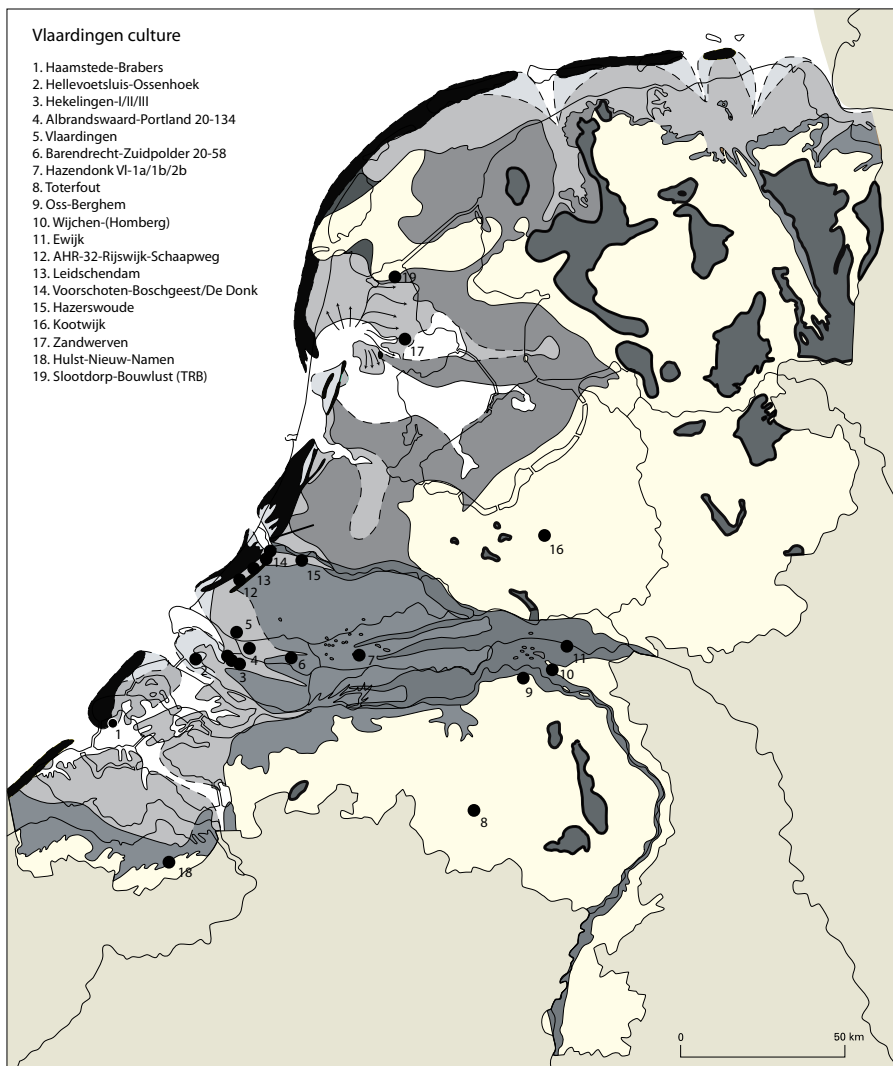 Vlaardingen culture
1. Haamstede-Brabers
2. Hellevoetsluis-Ossenhoek
3. Hekelingen-I/II/III
4. Albrandswaard-Portland 20-134
5. Vlaardingen
6. Barendrecht-Zuidpolder 20-58
7. Hazendonk Vl-1a/1b/2b
8. Toterfout
9. Oss-Berghem
10. Wijchen-(Homberg)
11. Ewijk
12. AHR-32-Rijswijk-Schaapweg
13. Leidschendam
14. Voorschoten-Boschgeest/De Donk
15. Hazerswoude
16. Kootwijk
17. Zandwerven
18. Hulst-Nieuw-Namen
19. Slootdorp-Bouwlust (TRB)
19
17
16
14
15
13
12
5
4
6
7
11
3
2
10
9
1
8
18
0 50 km